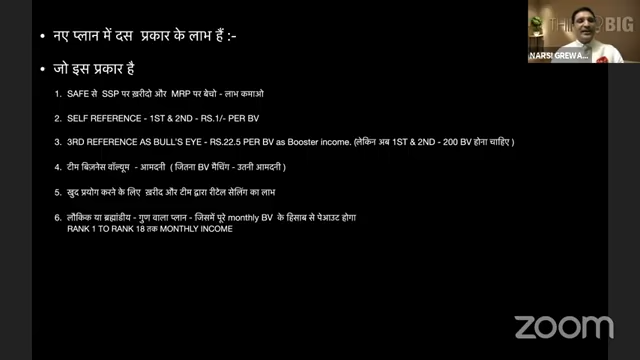 THINK BIG
NARSI GREWA...
• नए प्लान में दस प्रकार के लाभ हैं :-
• जो इस प्रकार है
1. SAFE से SSP पर ख़रीदो और MRP पर बेचो - लाभ कमाओ
2. SELF REFERENCE - 1ST & 2ND - RS.1/- PER BV
3. 3RD REFERENCE AS BULL'S EYE - RS.22.5 PER BV as Booster income. (लेकिन अब 1ST & 2ND - 200 BV होना चाहिए )
4. टीम बिज़नेस वॉल्यूम - आमदनी ( जितना BV मैचिंग - उतनी आमदनी )
5. खुद प्रयोग करने के लिए ख़रीद और टीम द्वारा रीटेल सेलिंग का लाभ
6. लौकिक या ब्रह्मांडीय - गुण वाला प्लान - जिसमें पूरे monthly BV के हिसाब से पेआउट होगा
RANK 1 TO RANK 18 तक MONTHLY INCOME
zoom